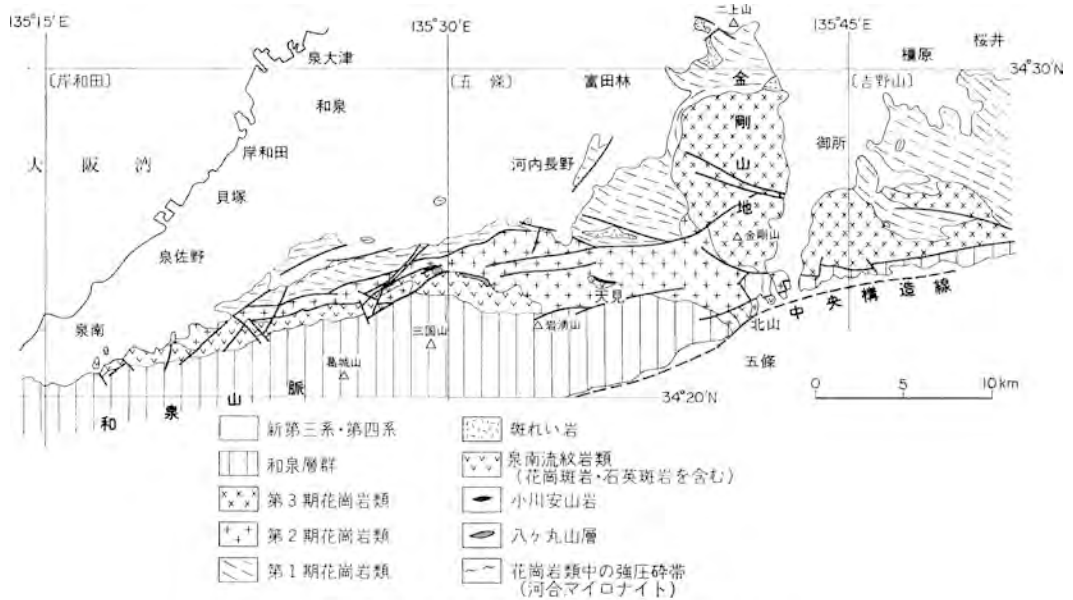 135°15′E
135°30′E
135°45′E
二上山
桜井
橿原
34°30′N
泉大津
〔岸和田〕
〔五條〕
富田林
金
〔吉野山〕
和泉
剛
御所
大阪湾
岸和田
河内長野
山
貝塚
地
金剛山
泉佐野
天見
中央構造線
泉南
三国山
岩湧山
北山
葛城山
五條
0 5 10km
34°20′N
和泉山脈
新第三系・第四系
和泉層群
第3期花崗岩類
第2期花崗岩類
第1期花崗岩類
斑れい岩
泉南流紋岩類
(花崗斑岩・石英斑岩を含む)
小川安山岩
八ヶ丸山層
花崗岩類中の強圧砕帯
(河合マイロナイト)